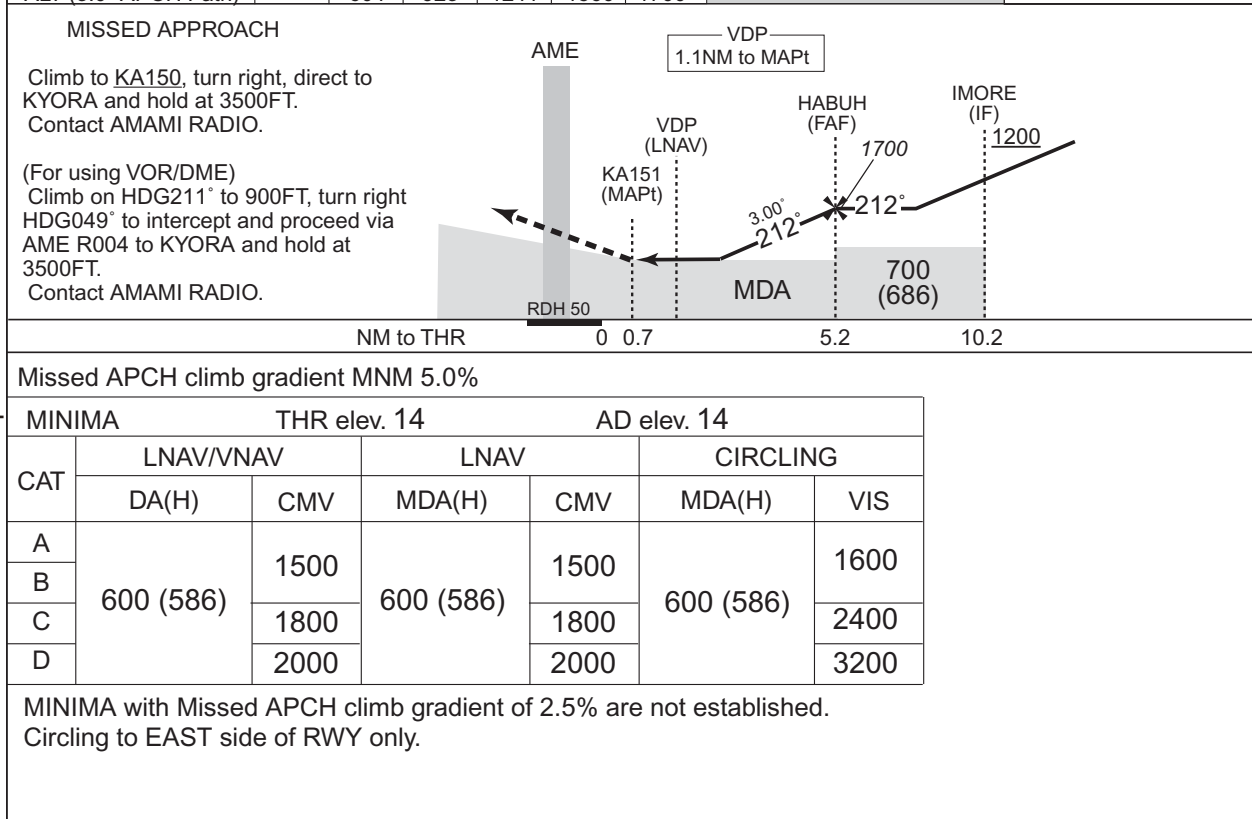 MISSED APPROACH
Climb to KA150, turn right, direct to
KYORA and hold at 3500FT.
Contact AMAMI RADIO.
(For using VOR/DME)
Climb on HDG211° to 900FT, turn right
HDG049° to intercept and proceed via
AME R004 to KYORA and hold at
3500FT.
Contact AMAMI RADIO.
AME
VDP
1.1NM to MAPt
KA151
(MAPt)
VDP
(LNAV)
HABUH
(FAF)
1700
IMORE
(IF)
1200
3.00°
212°
212°
MDA
700
(686)
RDH 50
NM to THR 0 0.7 5.2 10.2
Missed APCH climb gradient MNM 5.0%
MINIMA THR elev. 14 AD elev. 14
CAT LNAV/VNAV LNAV CIRCLING
DA(H) CMV MDA(H) CMV MDA(H) VIS
A
B
C
D
600 (586)
1500
1800
2000
600 (586)
1500
1800
2000
600 (586)
1600
2400
3200
MINIMA with Missed APCH climb gradient of 2.5% are not established.
Circling to EAST side of RWY only.